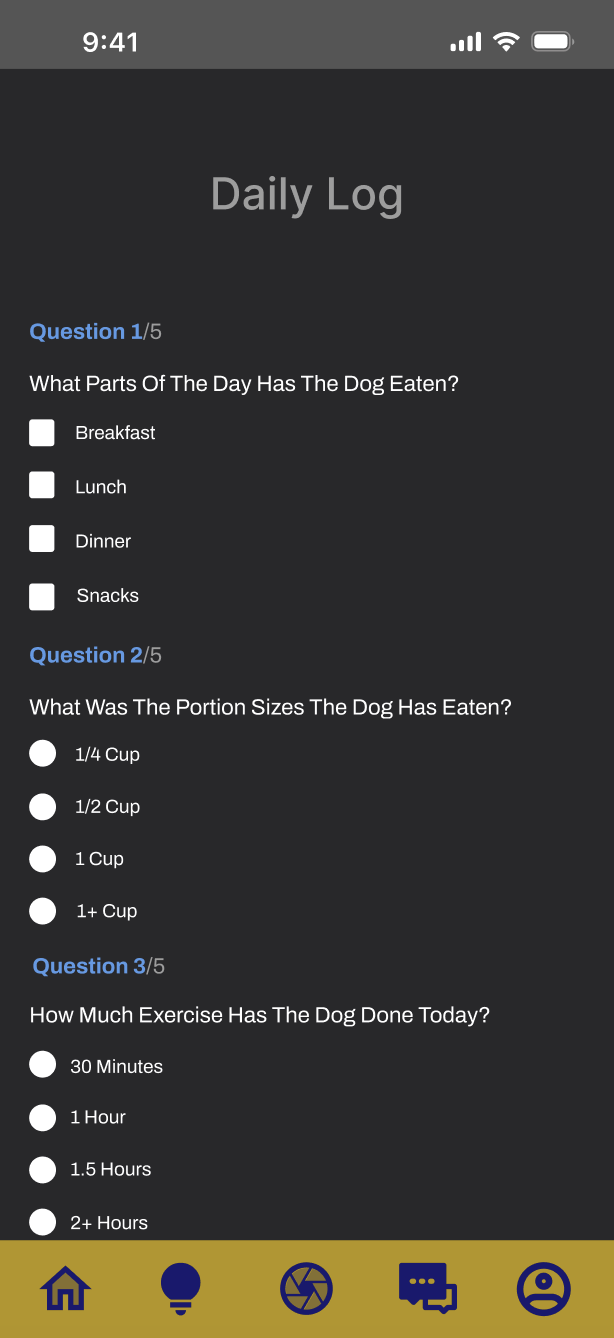 9:41
Daily Log
Question 1/5
What Parts Of The Day Has The Dog Eaten?
Breakfast
Lunch
Dinner
Snacks
Question 2/5
What Was The Portion Sizes The Dog Has Eaten?
1/4 Cup
1/2 Cup
1 Cup
1+ Cup
Question 3/5
How Much Exercise Has The Dog Done Today?
30 Minutes
1 Hour
1.5 Hours
2+ Hours